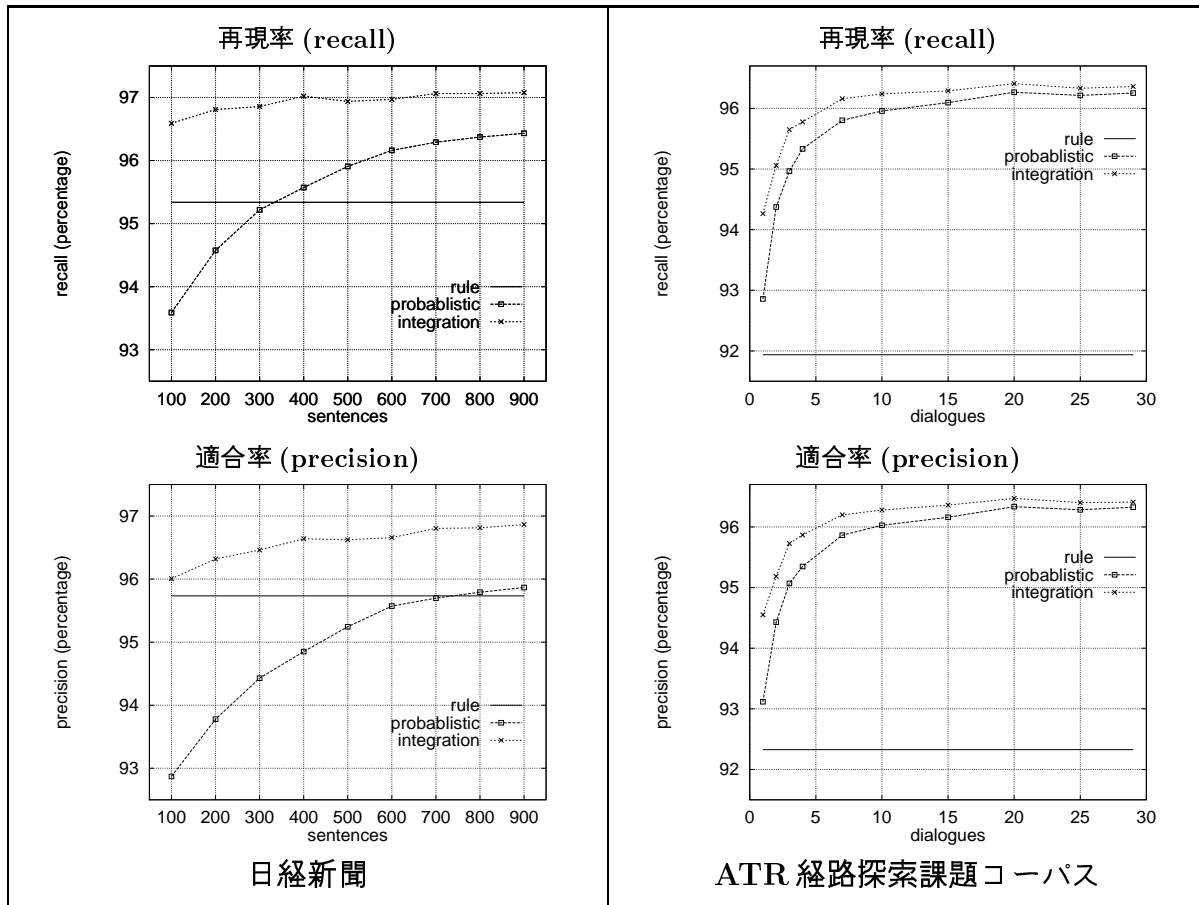 再現率 (recall)
97
96
95
94
93
recall (percentage)
rule
probablistic
integration
100 200 300 400 500 600 700 800 900
sentences
適合率 (precision)
97
96
95
94
93
precision (percentage)
rule
probablistic
integration
100 200 300 400 500 600 700 800 900
sentences
日経新聞
再現率 (recall)
96
95
94
93
92
recall (percentage)
rule
probablistic
integration
0 5 10 15 20 25 30
dialogues
適合率 (precision)
96
95
94
93
92
precision (percentage)
rule
probablistic
integration
0 5 10 15 20 25 30
dialogues
ATR 経路探索課題コーパス